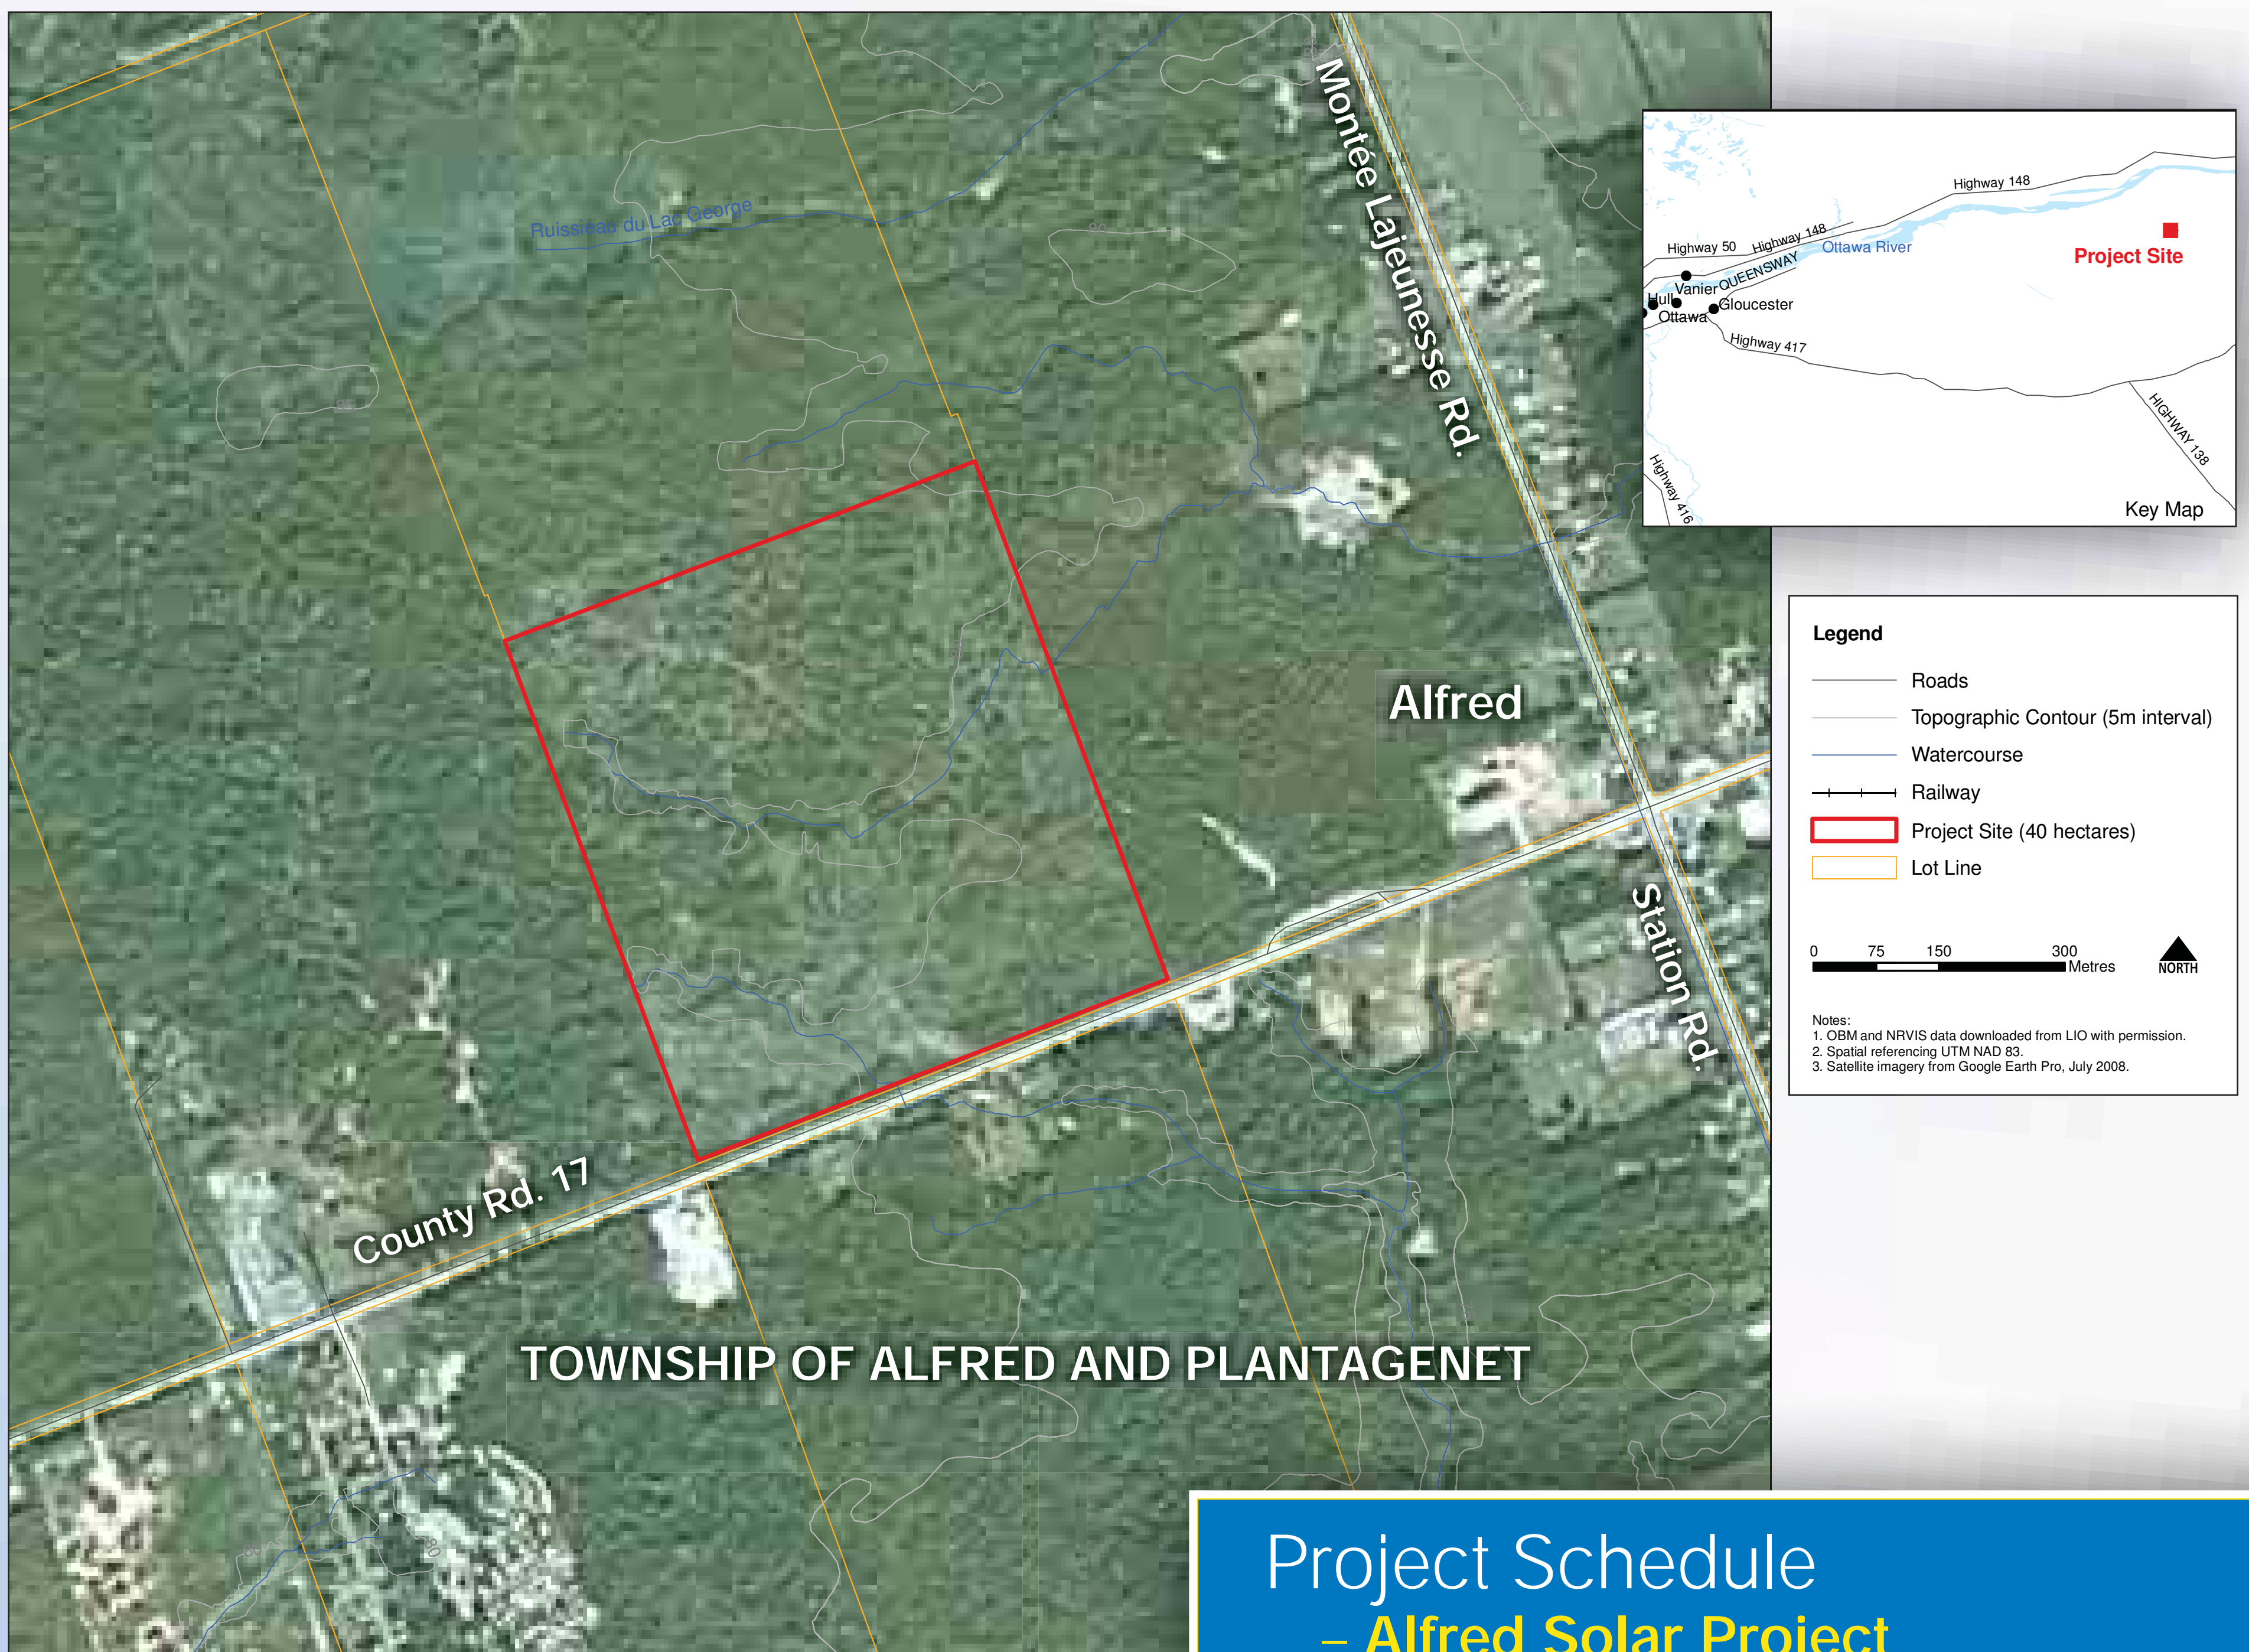 Montée Lajeunesse Rd.
Ruisseau du Lac George
80
85
Alfred
Station Rd.
County Rd. 17
TOWNSHIP OF ALFRED AND PLANTAGENET
75
80
Highway 148
Highway 50
Highway 148
Ottawa River
QUEENSWAY
Project Site
Vanier
Hull
Gloucester
Ottawa
Highway 417
HIGHWAY 138
Highway 416
Key Map
Legend
Roads
Topographic Contour (5m interval)
Watercourse
Railway
Project Site (40 hectares)
Lot Line
0 75 150 300
Metres
NORTH
Notes:
1. OBM and NRVIS data downloaded from LIO with permission.
2. Spatial referencing UTM NAD 83.
3. Satellite imagery from Google Earth Pro, July 2008.
Project Schedule
– Alfred Solar Project